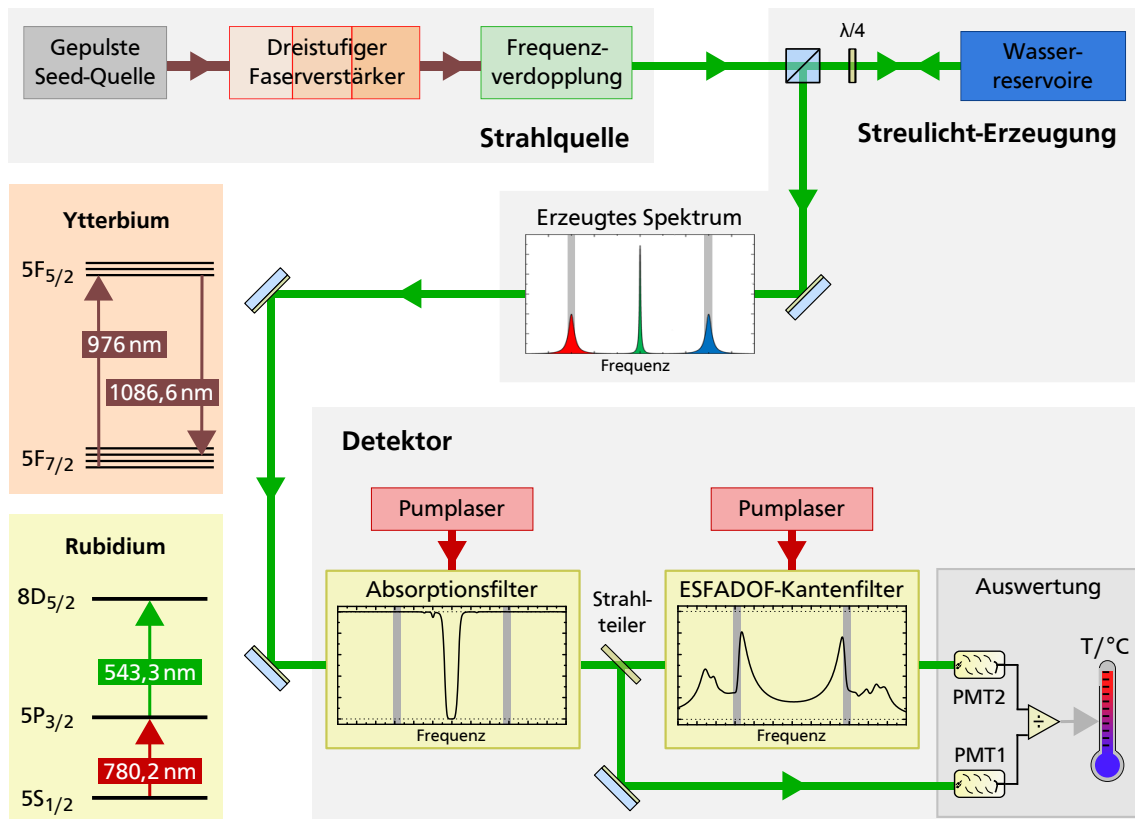 Gepulste
Seed-Quelle
Dreistufiger
Faserverstärker
Frequenz-
verdopplung
λ/4
Wasser-
reservoire
Strahlquelle
Streulicht-Erzeugung
Ytterbium
5F5/2
976 nm
1086,6 nm
5F7/2
Erzeugtes Spektrum
Frequenz
Rubidium
8D5/2
543,3 nm
5P3/2
780,2 nm
5S1/2
Detektor
Pumplaser
Pumplaser
Absorptionsfilter
Frequenz
Strahl-
teiler
ESFADOF-Kantenfilter
Frequenz
Auswertung
T/°C
PMT2
÷
PMT1